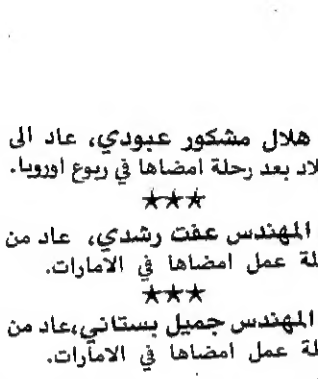 هلال مشكور عبودي، عاد الى
لاد بعد رحلة امضاها في ربوع اوروبا.
★★★
المهندس عفت رشدي، عاد من
لة عمل امضاها في الامارات.
★★★
المهندس جميل بستاني،عاد من
لة عمل امضاها في الامارات.